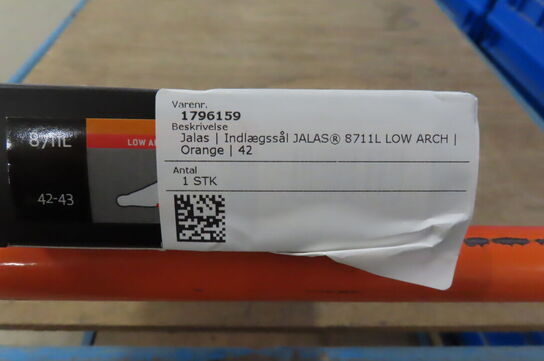 Varenr.
1796159
Beskrivelse
Jalas | Indlægssål JALAS® 8711L LOW ARCH |
Orange | 42
Antal
1 STK
8711L
LOW
42-43